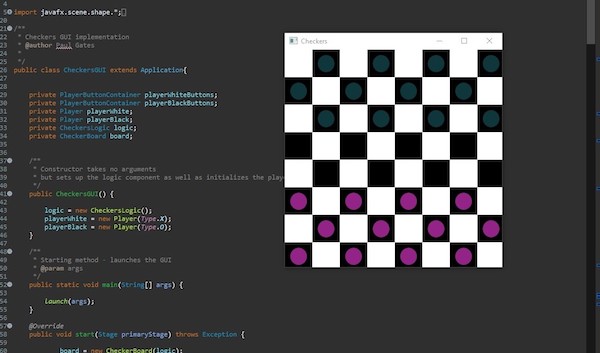 4
5 import javafx.scene.shape.*;
20
21 /**
22 * Checkers GUI implementation
23 * @author Paul Gates
24 *
25 */
26 public class CheckersGUI extends Application{
27
28
29 private PlayerButtonContainer playerWhiteButtons;
30 private PlayerButtonContainer playerBlackButtons;
31 private Player playerWhite;
32 private Player playerBlack;
33 private CheckersLogic logic;
34 private CheckerBoard board;
35
36
37 /**
38 * Constructor takes no arguments
39 * but sets up the logic component as well as initializes the play
40 */
41 public CheckersGUI() {
42
43 logic = new CheckersLogic();
44 playerWhite = new Player(Type.X);
45 playerBlack = new Player(Type.O);
46 }
47
48 /**
49 * Starting method - launches the GUI
50 * @param args
51 */
52 public static void main(String[] args) {
53
54 launch(args);
55 }
56
57 @Override
58 public void start(Stage primaryStage) throws Exception {
59
60 board = new CheckerBoard(logic);
Checkers